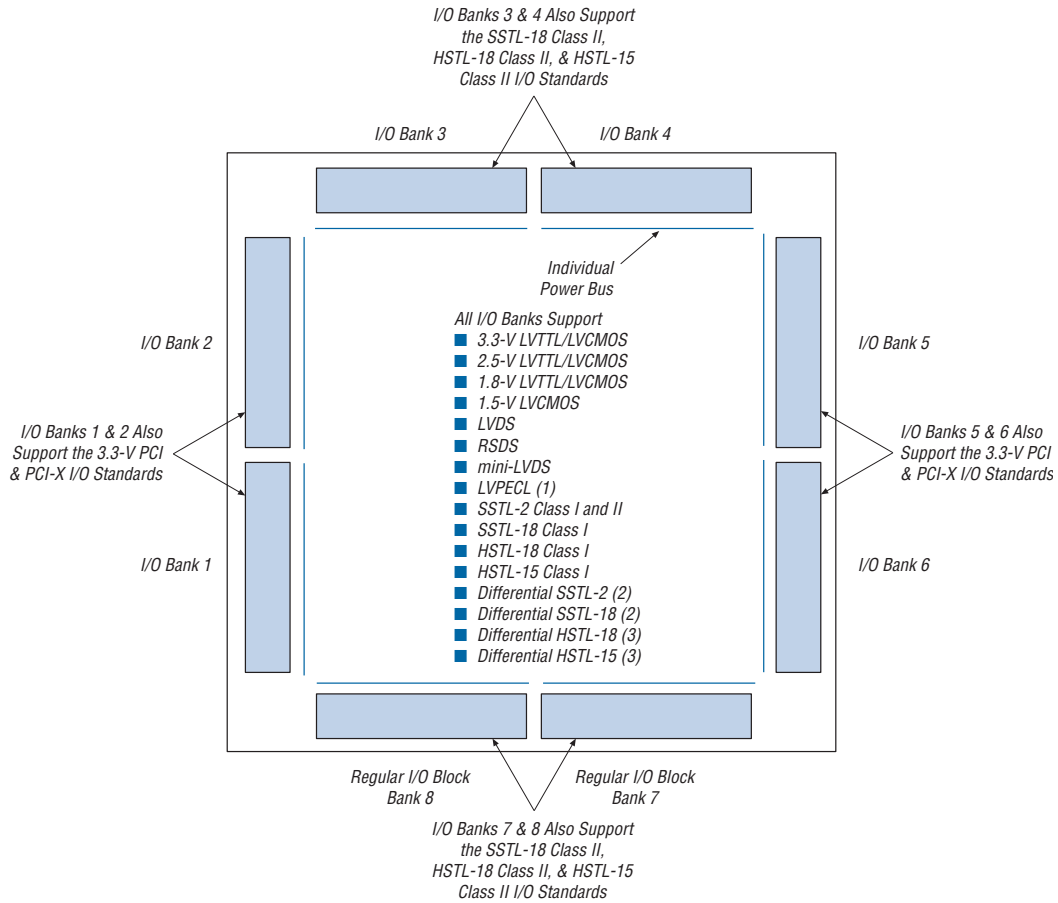 I/O Banks 3 & 4 Also Support
the SSTL-18 Class II,
HSTL-18 Class II, & HSTL-15
Class II I/O Standards
I/O Bank 3
I/O Bank 4
Individual
Power Bus
All I/O Banks Support
3.3-V LVTTL/LVCMOS
2.5-V LVTTL/LVCMOS
1.8-V LVTTL/LVCMOS
1.5-V LVCMOS
LVDS
RSDS
mini-LVDS
LVPECL (1)
SSTL-2 Class I and II
SSTL-18 Class I
HSTL-18 Class I
HSTL-15 Class I
Differential SSTL-2 (2)
Differential SSTL-18 (2)
Differential HSTL-18 (3)
Differential HSTL-15 (3)
I/O Bank 2
I/O Banks 1 & 2 Also
Support the 3.3-V PCI
& PCI-X I/O Standards
I/O Bank 1
I/O Bank 5
I/O Banks 5 & 6 Also
Support the 3.3-V PCI
& PCI-X I/O Standards
I/O Bank 6
Regular I/O Block
Bank 8
Regular I/O Block
Bank 7
I/O Banks 7 & 8 Also Support
the SSTL-18 Class II,
HSTL-18 Class II, & HSTL-15
Class II I/O Standards